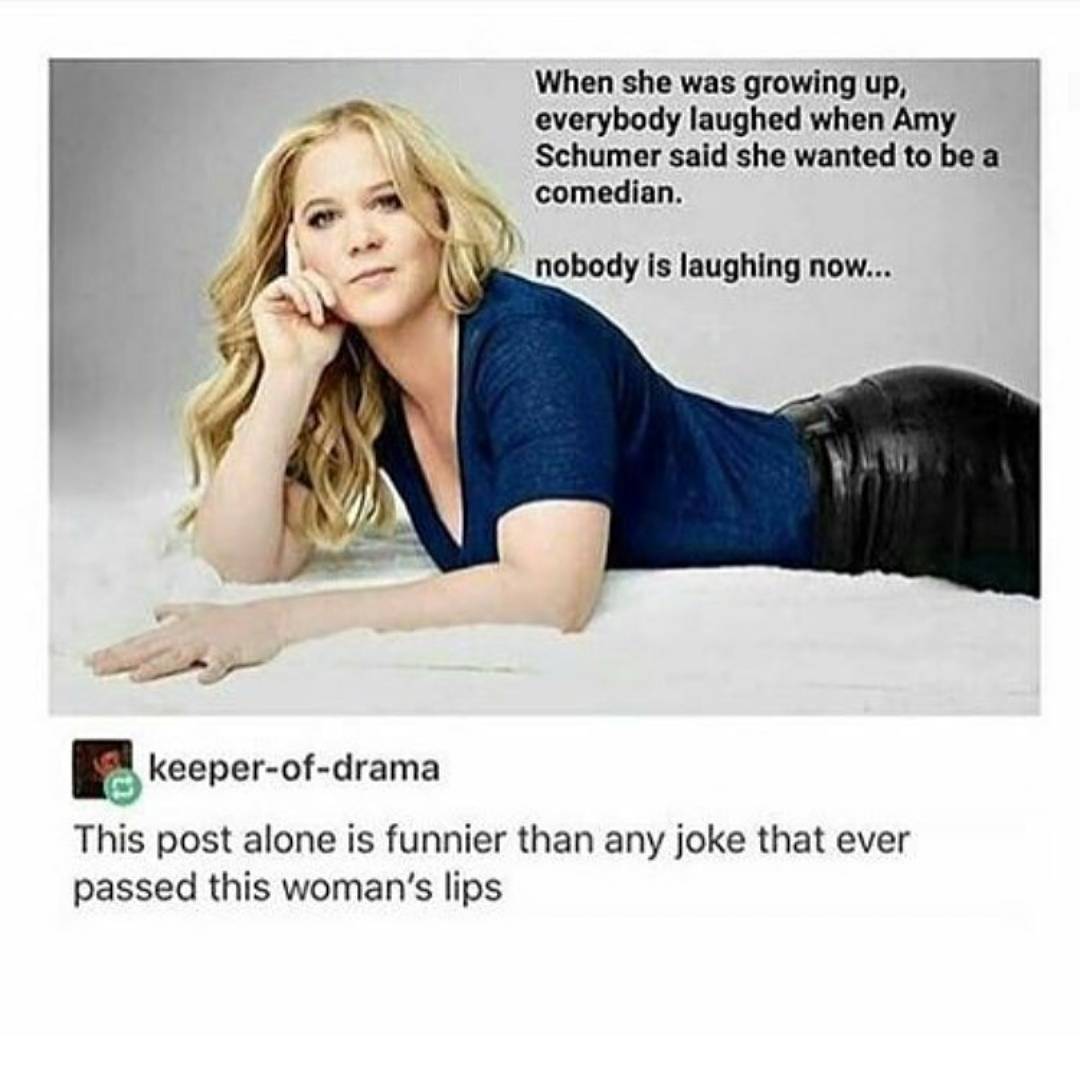 When she was growing up,
everybody laughed when Amy
Schumer said she wanted to be a
comedian.
nobody is laughing now...
keeper-of-drama
This post alone is funnier than any joke that ever
passed this woman's lips